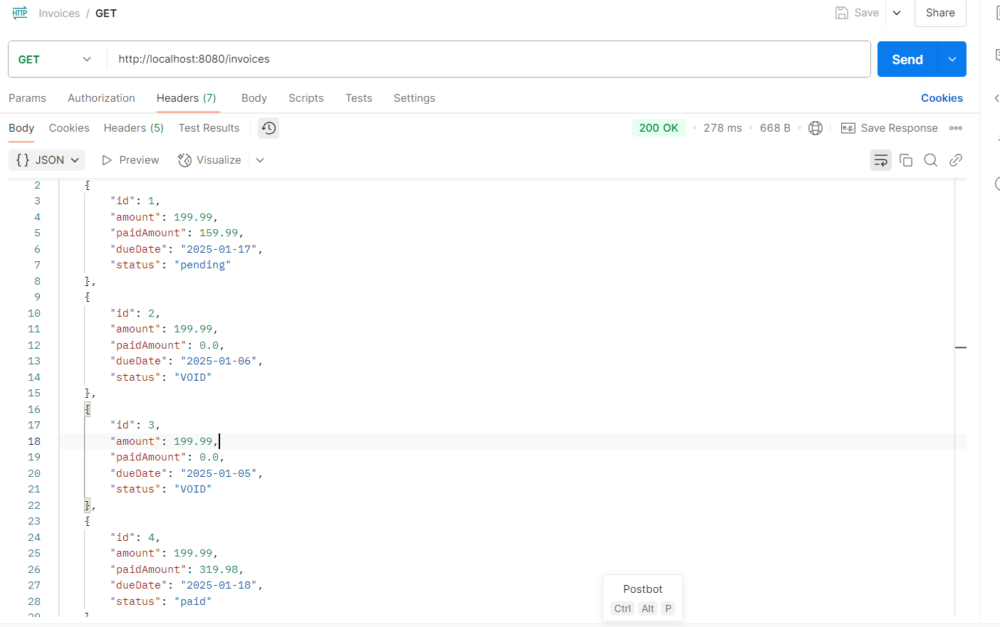 HTTP Invoices / GET Save Share
GET http://localhost:8080/invoices Send
Params Authorization Headers (7) Body Scripts Tests Settings Cookies
Body Cookies Headers (5) Test Results 200 OK • 278 ms • 668 B • e.g. Save Response
{} JSON Preview Visualize
2 {
3 "id": 1,
4 "amount": 199.99,
5 "paidAmount": 159.99,
6 "dueDate": "2025-01-17",
7 "status": "pending"
8 },
9 {
10 "id": 2,
11 "amount": 199.99,
12 "paidAmount": 0.0,
13 "dueDate": "2025-01-06",
14 "status": "VOID"
15 },
16 {
17 "id": 3,
18 "amount": 199.99,
19 "paidAmount": 0.0,
20 "dueDate": "2025-01-05",
21 "status": "VOID"
22 },
23 {
24 "id": 4,
25 "amount": 199.99,
26 "paidAmount": 319.98,
27 "dueDate": "2025-01-18",
28 "status": "paid"
29 }
Postbot
Ctrl Alt P